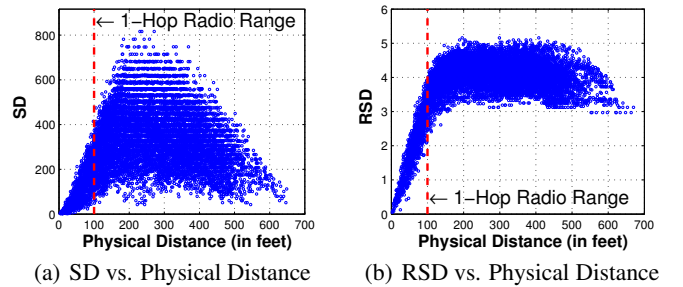 ← 1−Hop Radio Range
800
600
400
200
0
SD
0 100 200 300 400 500 600 700
Physical Distance (in feet)
(a) SD vs. Physical Distance
6
5
4
3
2
1
0
RSD
← 1−Hop Radio Range
0 100 200 300 400 500 600 700
Physical Distance (in feet)
(b) RSD vs. Physical Distance